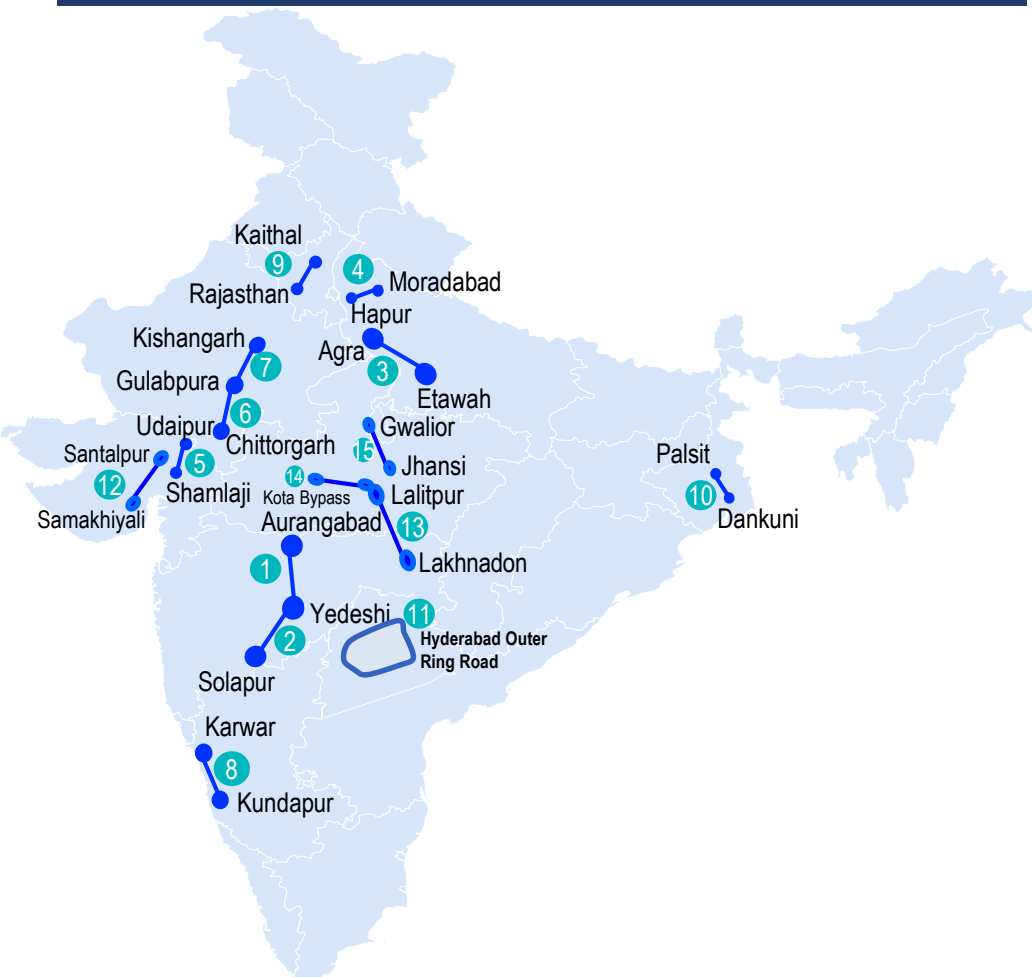 Kaithal
9
4
Rajasthan
Moradabad
Hapur
Kishangarh
Agra
7
3
Gulabpura
Etawah
6
Udaipur
Chittorgarh
Gwalior
Santalpur
5
15
Jhansi
Palsit
12
Shamlaji
14
Kota Bypass
Lalitpur
10
Samakhiyali
Aurangabad
13
Dankuni
1
Lakhnadon
Yedeshi
11
2
Hyderabad Outer
Ring Road
Solapur
Karwar
8
Kundapur